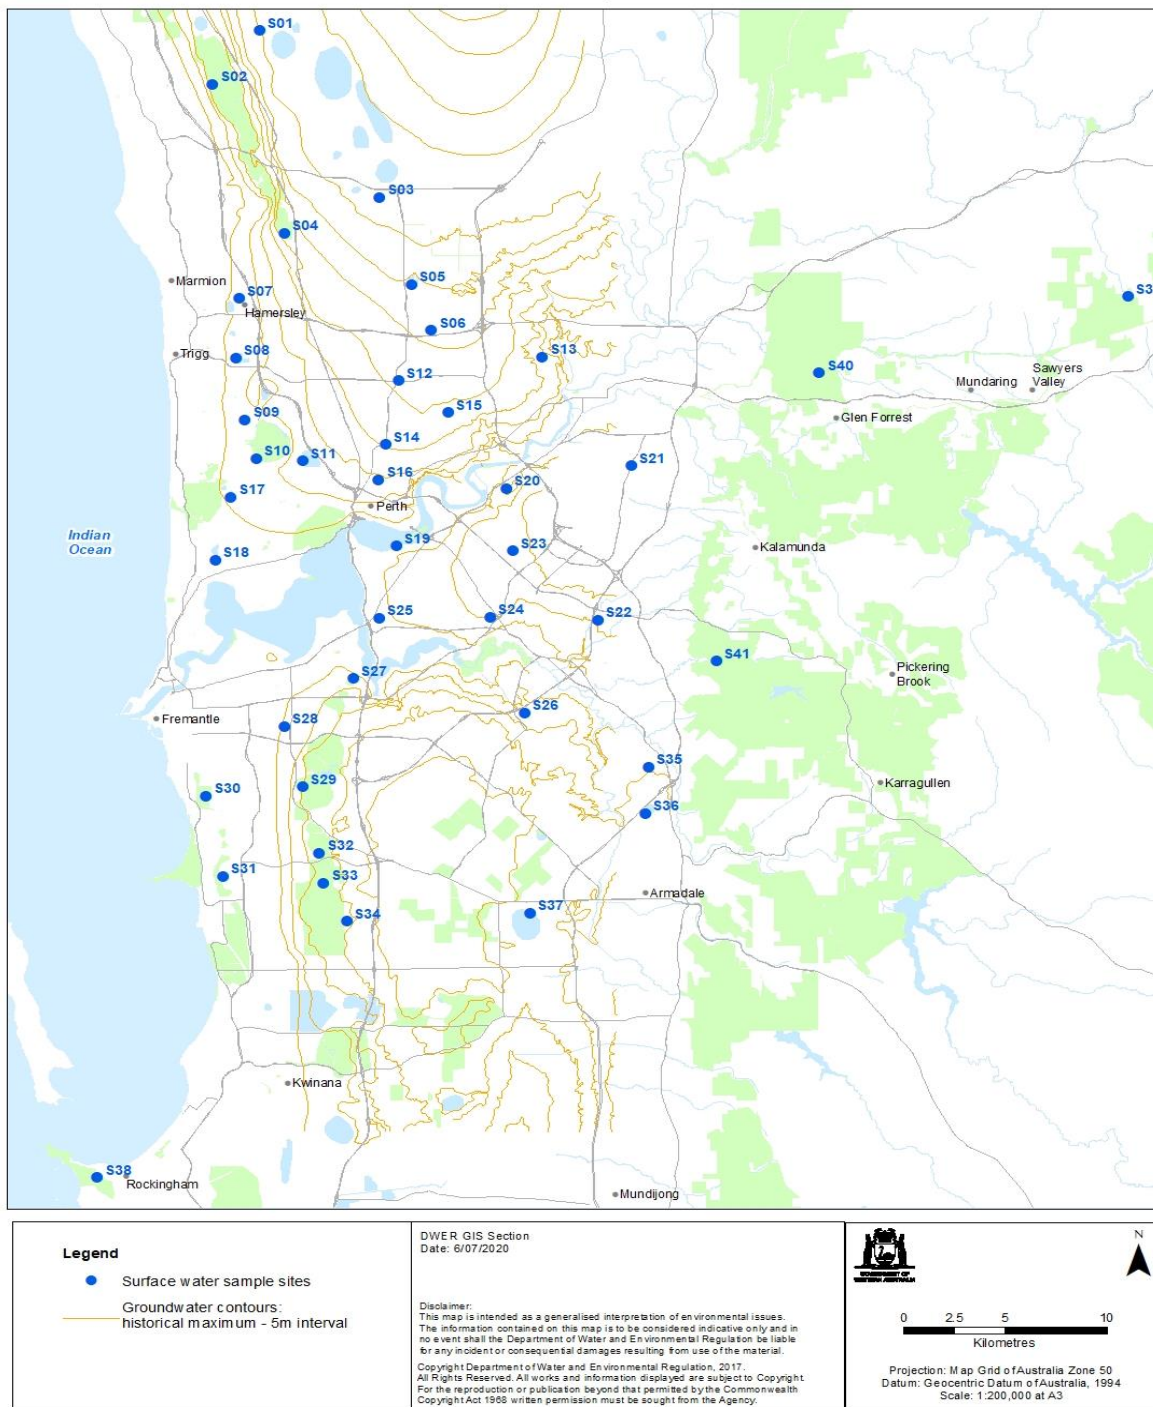 S01
S02
S03
S04
S05
Marmion
S07
Hamersley
S3
S06
Trigg
S08
S13
S40
Sawyers
Valley
Mundaring
S12
S15
S09
Glen Forrest
S14
S10
S11
S21
S16
S17
S20
Perth
Indian
Ocean
S19
S18
S23
Kalamunda
S25
S24
S22
S41
Pickering
Brook
S27
Fremantle
S28
S26
S35
S29
Karragullen
S30
S36
S32
S31
S33
Armadale
S34
S37
Kwinana
S38
Rockingham
Mundijong
Legend
Surface water sample sites
Groundwater contours:
historical maximum - 5m interval
DWER GIS Section
Date: 6/07/2020
Disclaimer:
This map is intended as a generalised interpretation of environmental issues.
The information contained on this map is to be considered indicative only and in
no event shall the Department of Water and Environmental Regulation be liable
for any incident or consequential damages resulting from use of the material.
Copyright Department of Water and Environmental Regulation, 2017.
All Rights Reserved. All works and information displayed are subject to Copyright.
For the reproduction or publication beyond that permitted by the Commonwealth
Copyright Act 1968 written permission must be sought from the Agency.
GOVERNMENT OF
WESTERN AUSTRALIA
N
0 2.5 5 10
Kilometres
Projection: Map Grid of Australia Zone 50
Datum: Geocentric Datum of Australia, 1994
Scale: 1:200,000 at A3